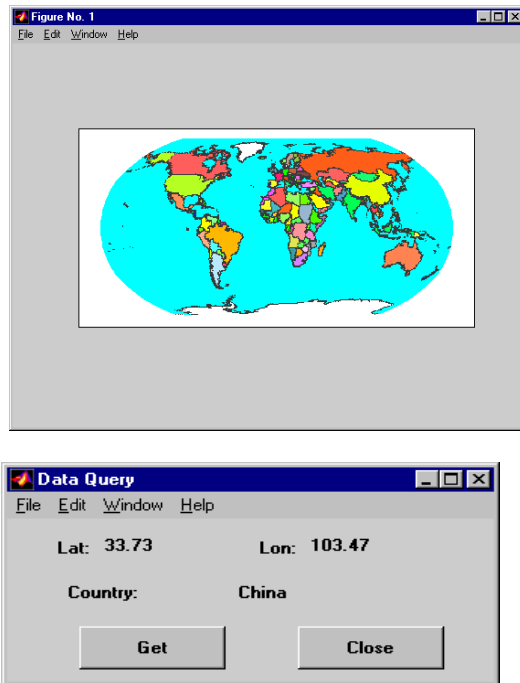 Figure No. 1
File Edit Window Help
Data Query
File Edit Window Help
Lat: 33.73 Lon: 103.47
Country: China
Get Close